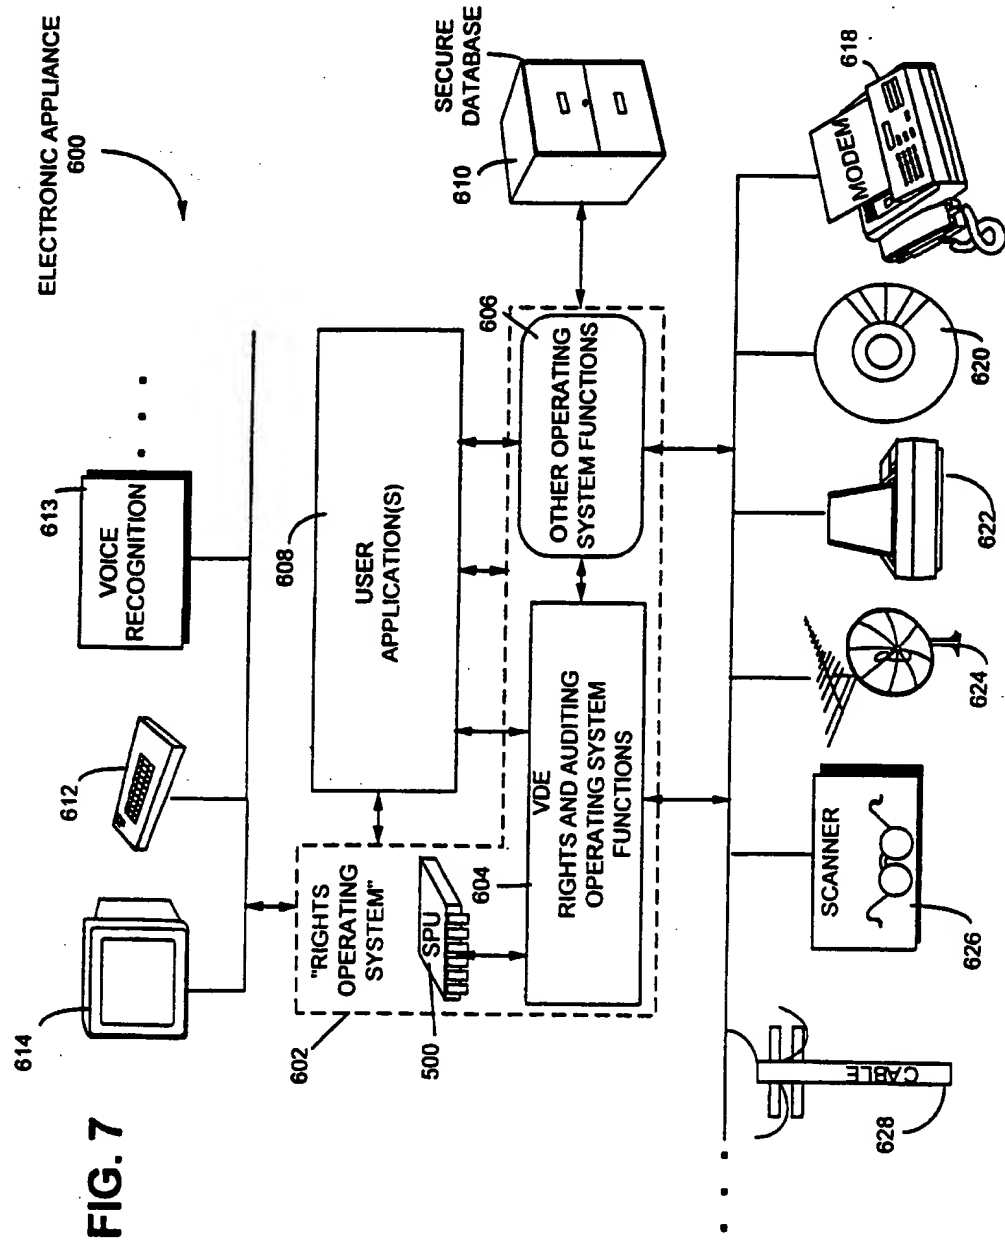 FIG. 7
ELECTRONIC APPLIANCE
600
614
612
613
VOICE
RECOGNITION
602
"RIGHTS
OPERATING
SYSTEM"
608
USER
APPLICATION(S)
500
SPU
604
VDE
RIGHTS AND AUDITING
OPERATING SYSTEM
FUNCTIONS
606
OTHER OPERATING
SYSTEM FUNCTIONS
610
SECURE
DATABASE
628
CABLE
626
SCANNER
624
622
620
618
MODEM